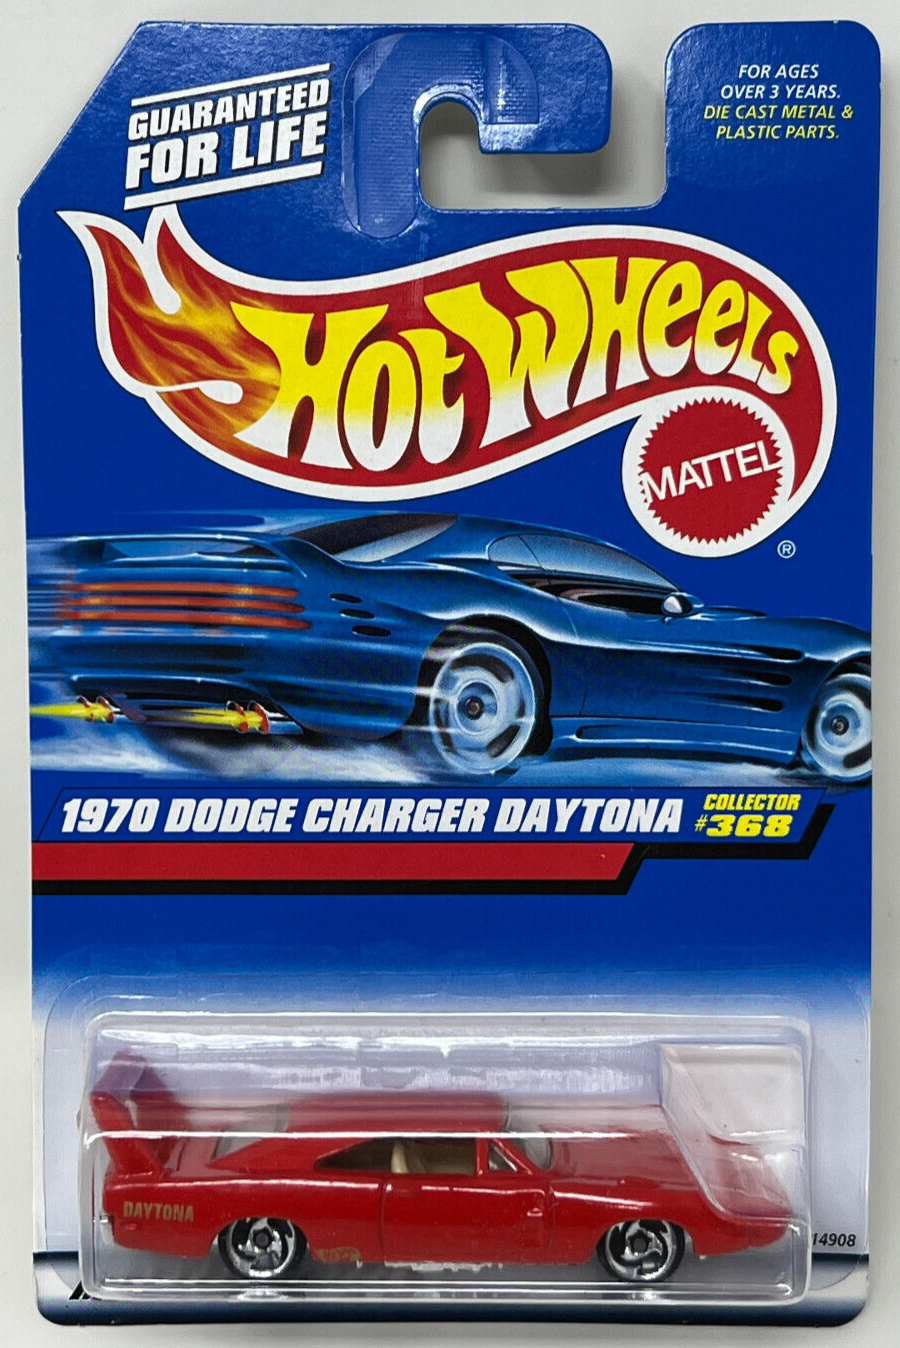 GUARANTEED
FOR LIFE
FOR AGES
OVER 3 YEARS.
DIE CAST METAL &
PLASTIC PARTS.
HOT WHEELS
MATTEL
®
1970 DODGE CHARGER DAYTONA
COLLECTOR
#368
DAYTONA
14908